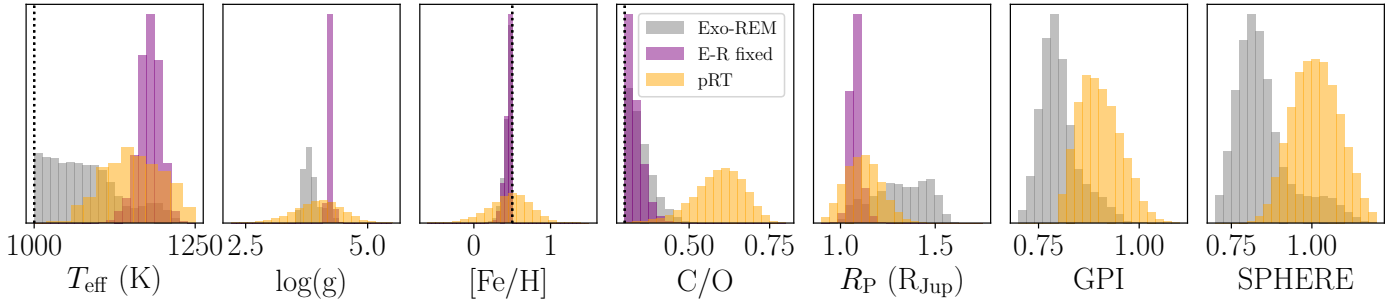 Exo-REM
E-R fixed
pRT
1000 1250 2.5 5.0 0 1 0.50 0.75 1.0 1.5 0.75 1.00 0.75 1.00
T_eff (K) log(g) [Fe/H] C/O R_P (R_Jup) GPI SPHERE